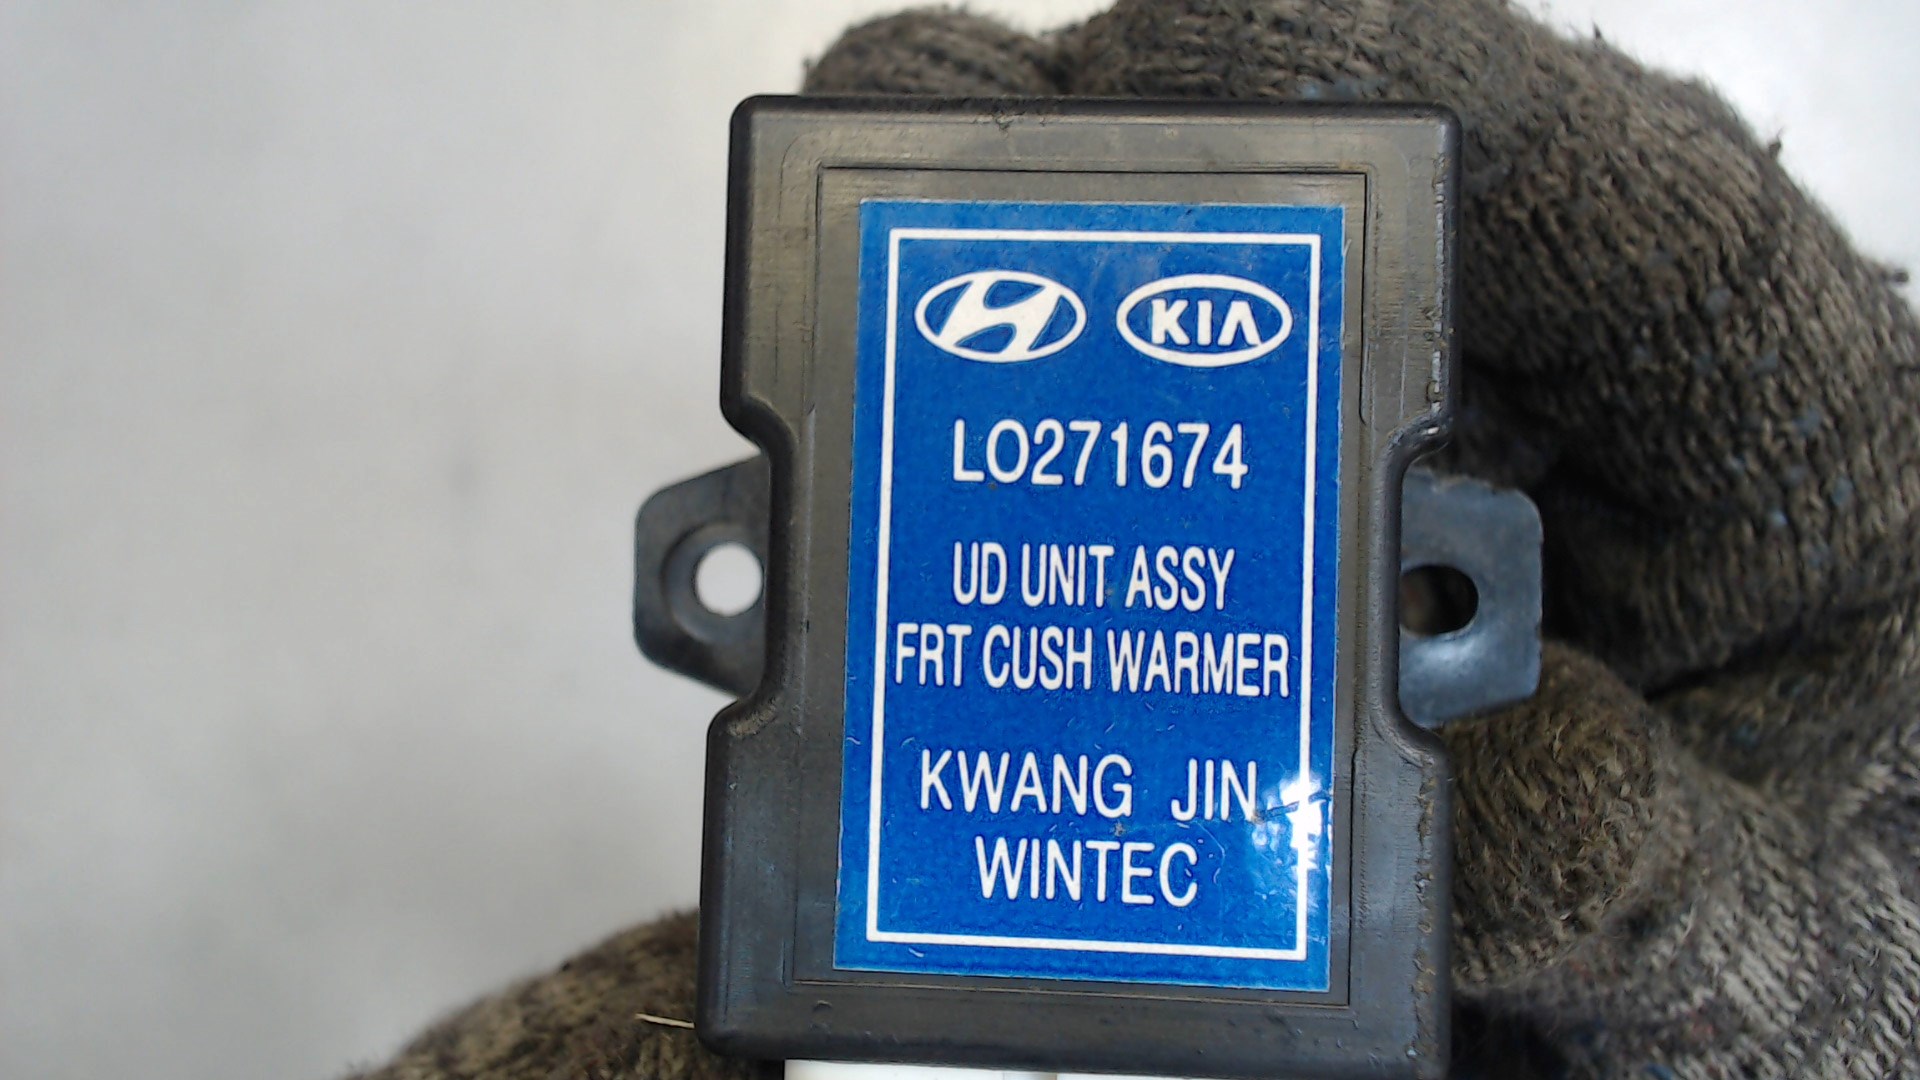 KIA
LO271674
UD UNIT ASSY
FRT CUSH WARMER
KWANG JIN
WINTEC